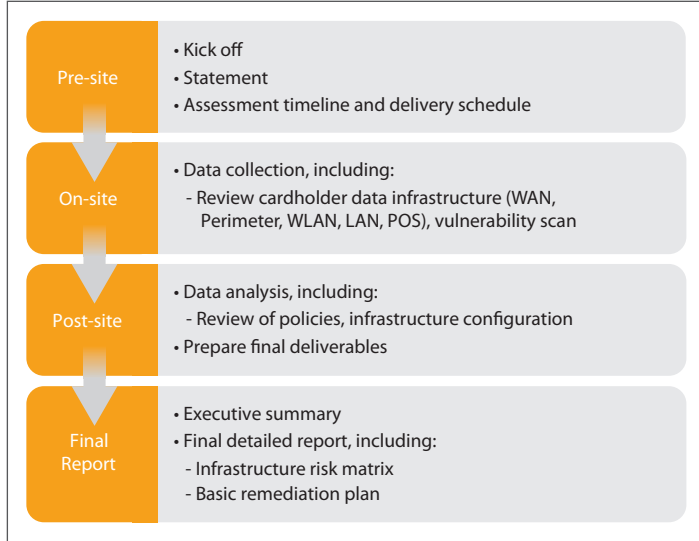 Pre-site
• Kick off
• Statement
• Assessment timeline and delivery schedule
On-site
• Data collection, including:
- Review cardholder data infrastructure (WAN,
Perimeter, WLAN, LAN, POS), vulnerability scan
Post-site
• Data analysis, including:
- Review of policies, infrastructure configuration
• Prepare final deliverables
Final
Report
• Executive summary
• Final detailed report, including:
- Infrastructure risk matrix
- Basic remediation plan